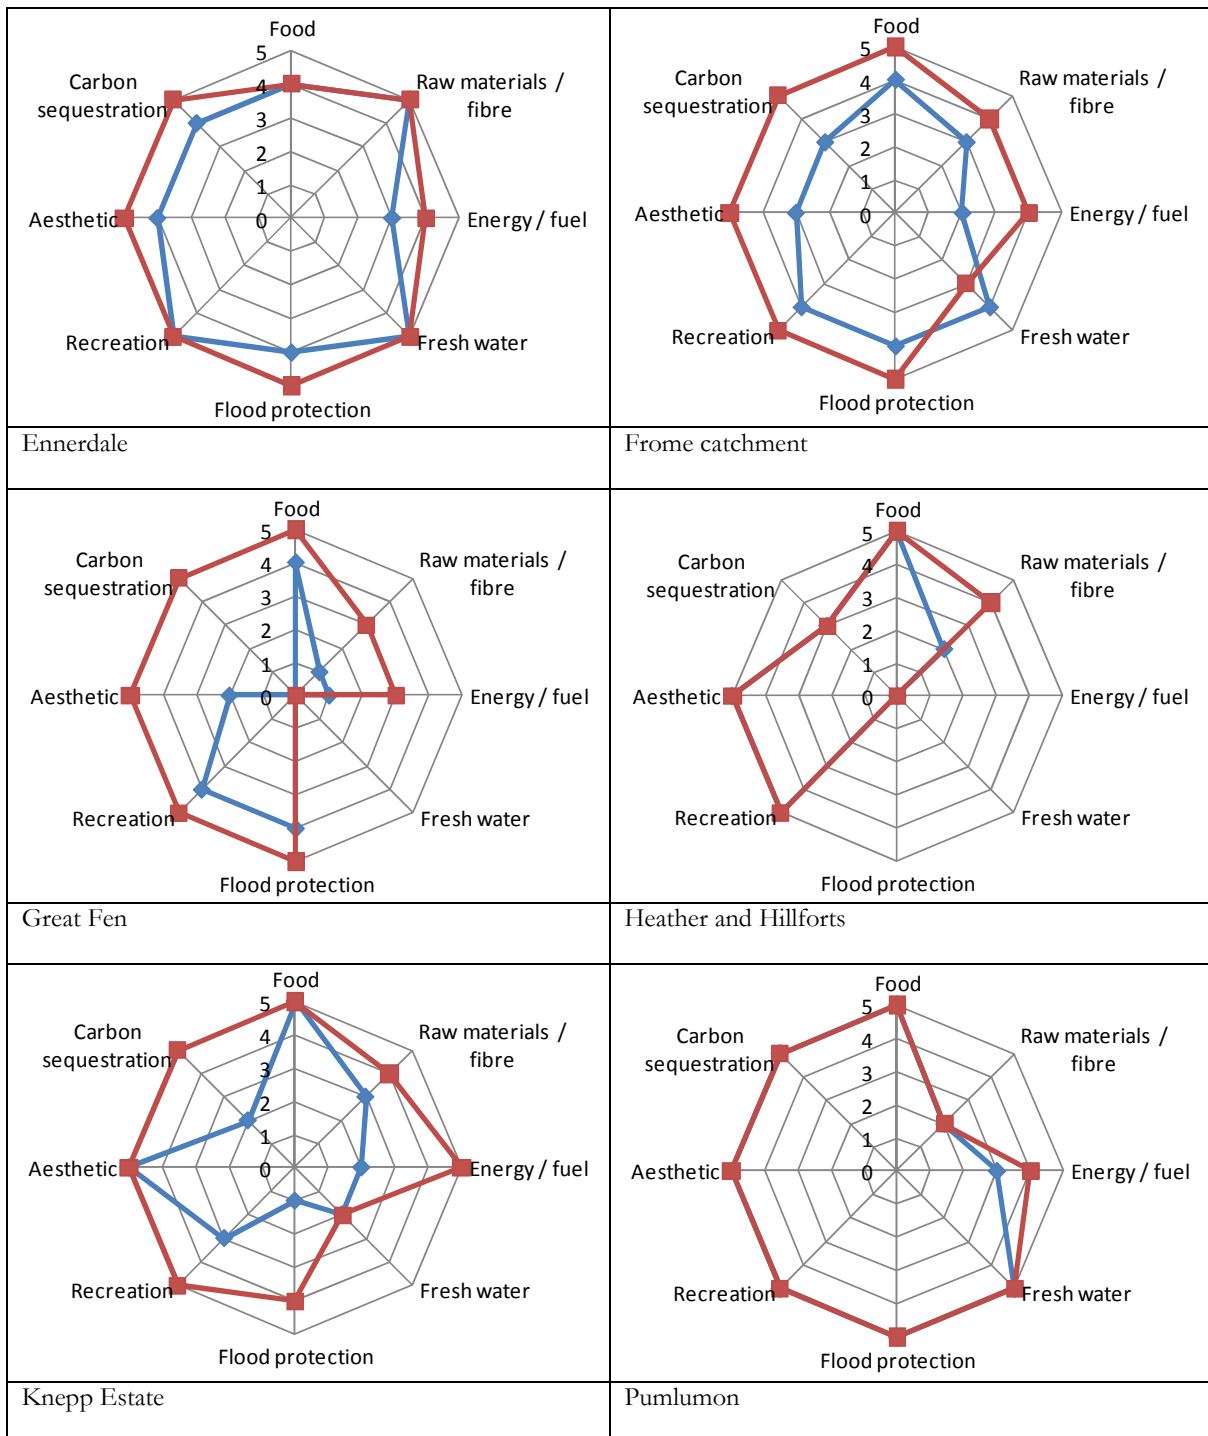 Food
5
4
3
2
1
0
Carbon
sequestration
Raw materials /
fibre
Aesthetic
Energy / fuel
Recreation
Fresh water
Flood protection
Ennerdale
Food
5
4
3
2
1
0
Carbon
sequestration
Raw materials /
fibre
Aesthetic
Energy / fuel
Recreation
Fresh water
Flood protection
Frome catchment
Food
5
4
3
2
1
0
Carbon
sequestration
Raw materials /
fibre
Aesthetic
Energy / fuel
Recreation
Fresh water
Flood protection
Great Fen
Food
5
4
3
2
1
0
Carbon
sequestration
Raw materials /
fibre
Aesthetic
Energy / fuel
Recreation
Fresh water
Flood protection
Heather and Hillforts
Food
5
4
3
2
1
0
Carbon
sequestration
Raw materials /
fibre
Aesthetic
Energy / fuel
Recreation
Fresh water
Flood protection
Knepp Estate
Food
5
4
3
2
1
0
Carbon
sequestration
Raw materials /
fibre
Aesthetic
Energy / fuel
Recreation
Fresh water
Flood protection
Pumlumon